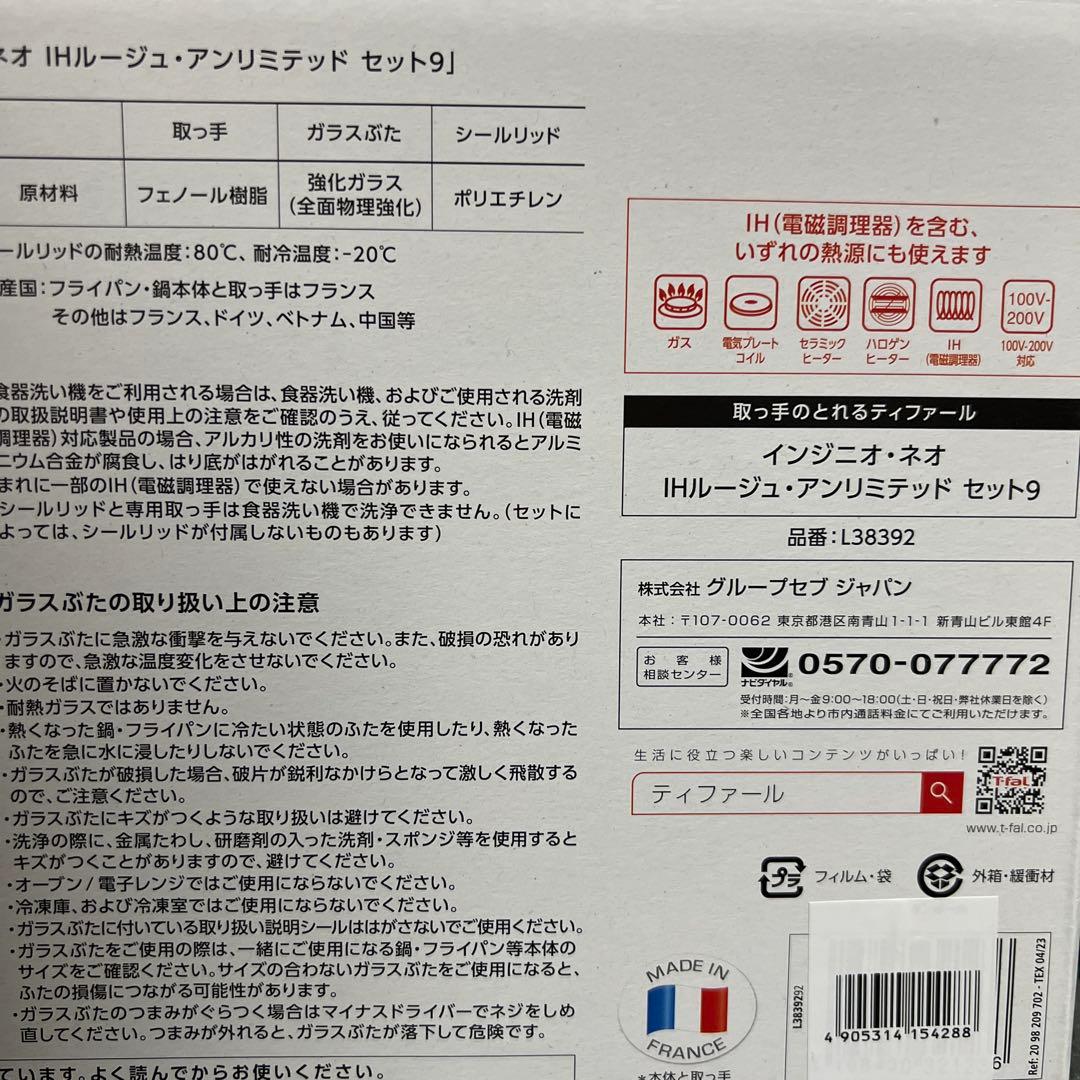 ネオ IHルージュ・アンリミテッド セット9」
取っ手 ガラスぶた シールリッド
原材料 フェノール樹脂 強化ガラス(全面物理強化) ポリエチレン
ールリッドの耐熱温度:80℃、耐冷温度:-20℃
産国:フライパン・鍋本体と取っ手はフランス
その他はフランス、ドイツ、ベトナム、中国等
食器洗い機をご利用される場合は、食器洗い機、およびご使用される洗剤
の取扱説明書や使用上の注意をご確認のうえ、従ってください。IH(電磁
調理器)対応製品の場合、アルカリ性の洗剤をお使いになられるとアルミ
ニウム合金が腐食し、はり底がはがれることがあります。
まれに一部のIH(電磁調理器)で使えない場合があります。
シールリッドと専用取っ手は食器洗い機で洗浄できません。(セットに
よっては、シールリッドが付属しないものもあります)
ガラスぶたの取り扱い上の注意
・ガラスぶたに急激な衝撃を与えないでください。また、破損の恐れがあり
ますので、急激な温度変化をさせないでください。
・火のそばに置かないでください。
・耐熱ガラスではありません。
・熱くなった鍋・フライパンに冷たい状態のふたを使用したり、熱くなった
ふたを急に水に浸したりしないでください。
・ガラスぶたが破損した場合、破片が鋭利なかけらとなって激しく飛散する
ので、ご注意ください。
・ガラスぶたにキズがつくような取り扱いは避けてください。
・洗浄の際に、金属たわし、研磨剤の入った洗剤・スポンジ等を使用すると
キズがつくことがありますので、避けてください。
・オーブン/電子レンジではご使用にならないでください。
・冷凍庫、および冷凍室ではご使用にならないでください。
・ガラスぶたに付いている取り扱い説明シールははがさないでご使用ください。
・ガラスぶたをご使用の際は、一緒にご使用になる鍋・フライパン等本体の
サイズをご確認ください。サイズの合わないガラスぶたをご使用になると、
ふたの損傷につながる可能性があります。
・ガラスぶたのつまみがぐらつく場合はマイナスドライバーでネジをしめ
直してください。つまみが外れると、ガラスぶたが落下して危険です。
ています。よく読んでからお使いください。
IH(電磁調理器)を含む、
いずれの熱源にも使えます
100V-
200V
ガス 電気プレートコイル セラミックヒーター ハロゲンヒーター IH(電磁調理器) 100V-200V対応
取っ手のとれるティファール
インジニオ・ネオ
IHルージュ・アンリミテッド セット9
品番:L38392
株式会社 グループセブ ジャパン
本社:〒107-0062 東京都港区南青山1-1-1 新青山ビル東館4F
お客様
相談センター
ナビダイヤル® 0570-077772
受付時間:月〜金9:00〜18:00(土・日・祝日・弊社休業日を除く)
※全国各地より市内通話料金にてご利用いただけます。
生活に役立つ楽しいコンテンツがいっぱい!
ティファール
T-fal
www.t-fal.co.jp
プラ フィルム・袋 外箱・緩衝材
MADE IN
FRANCE
*本体と取っ手
L3839292
4 905314 154288
Ref: 20 98 209 702 - TEX 04/23